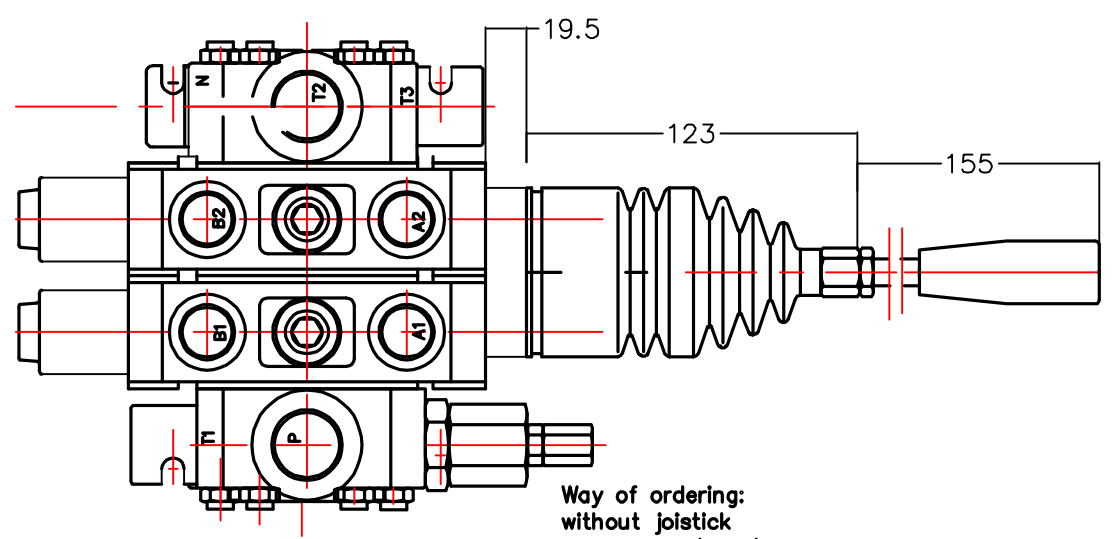 19.5
N
T2
T3
123
155
B2
A2
B1
A1
T1
P
Way of ordering:
without joistick